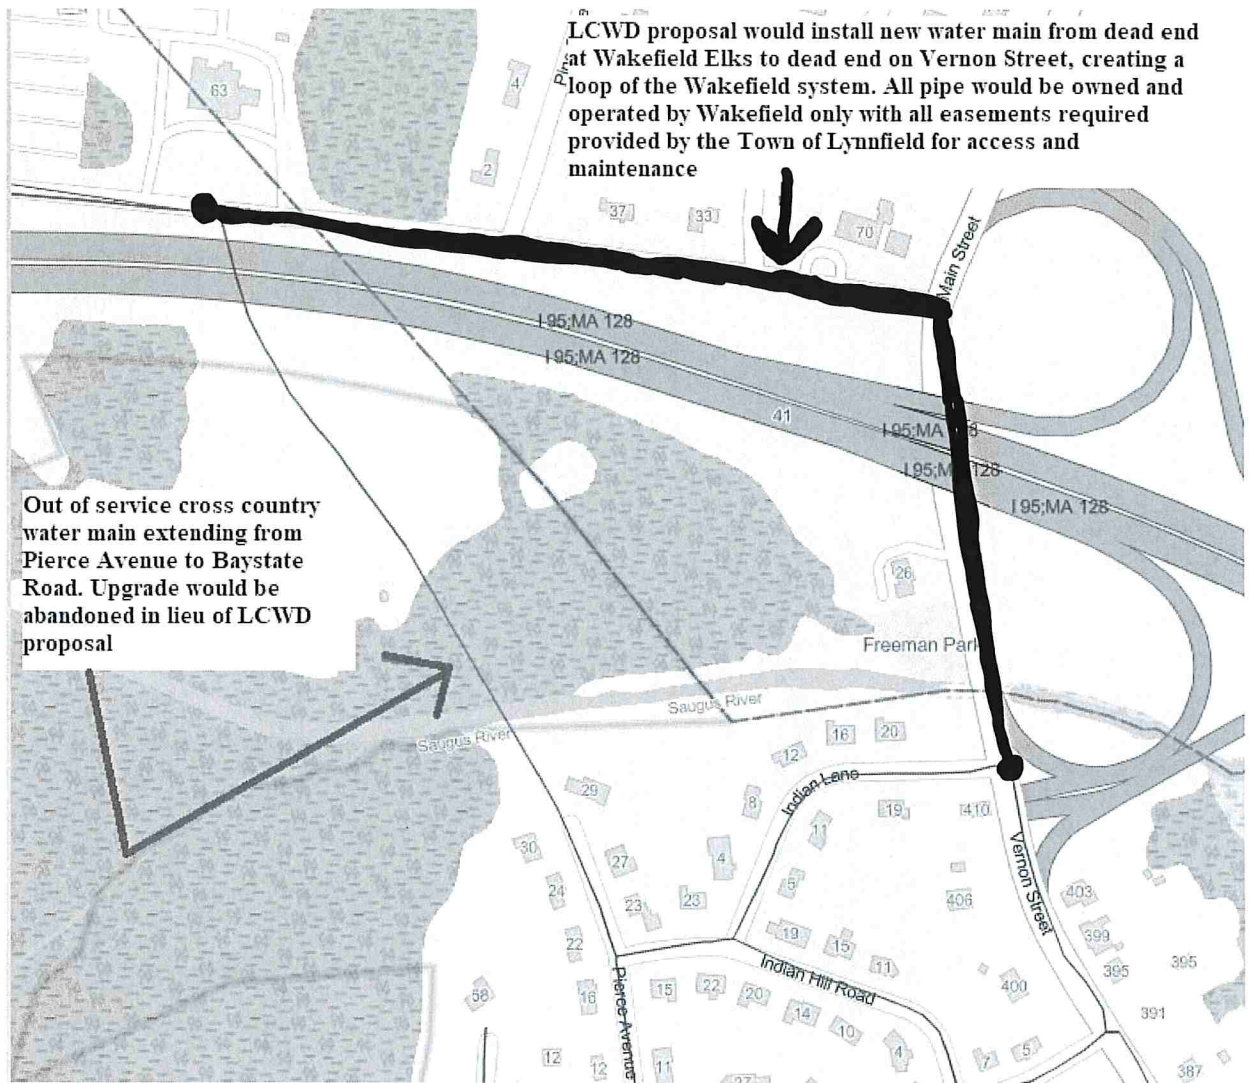 LCWD proposal would install new water main from dead end
at Wakefield Elks to dead end on Vernon Street, creating a
loop of the Wakefield system. All pipe would be owned and
operated by Wakefield only with all easements required
provided by the Town of Lynnfield for access and
maintenance
63
4
2
37
33
70
Main Street
I 95;MA 128
I 95;MA 128
41
I 95;MA 128
I 95;MA 128
I 95;MA 128
Out of service cross country
water main extending from
Pierce Avenue to Baystate
Road. Upgrade would be
abandoned in lieu of LCWD
proposal
26
Freeman Park
Saugus River
Saugus River
12
16
20
29
8
Indian Lane
19
410
11
30
27
4
5
24
23
23
406
Vernon Street
403
22
19
15
399
11
Indian Hill Road
395
395
58
16
Pierce Avenue
15
22
20
400
14
10
391
12
12
11
4
7
5
387